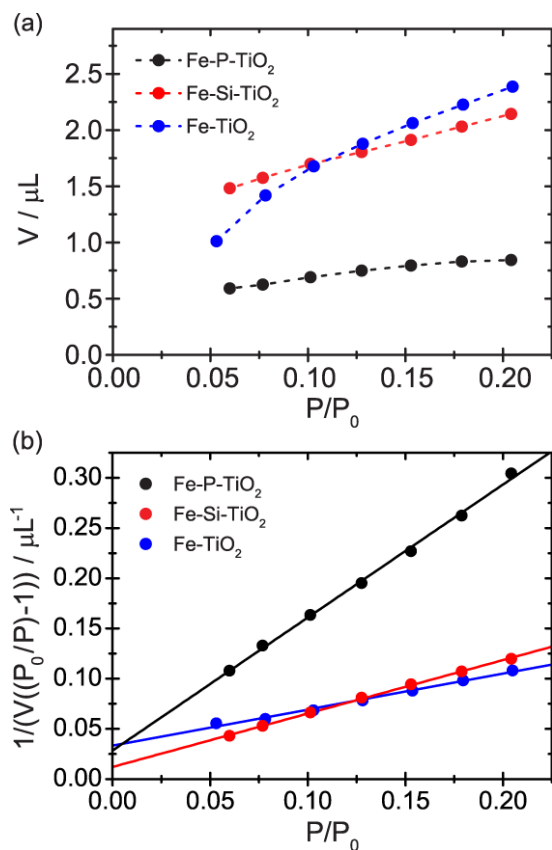 (a)
Fe-P-TiO₂
Fe-Si-TiO₂
Fe-TiO₂
V / μL
2.5
2.0
1.5
1.0
0.5
0.0
0.00 0.05 0.10 0.15 0.20
P/P₀
(b)
Fe-P-TiO₂
Fe-Si-TiO₂
Fe-TiO₂
1/(V((P₀/P)-1)) / μL⁻¹
0.30
0.25
0.20
0.15
0.10
0.05
0.00
0.00 0.05 0.10 0.15 0.20
P/P₀